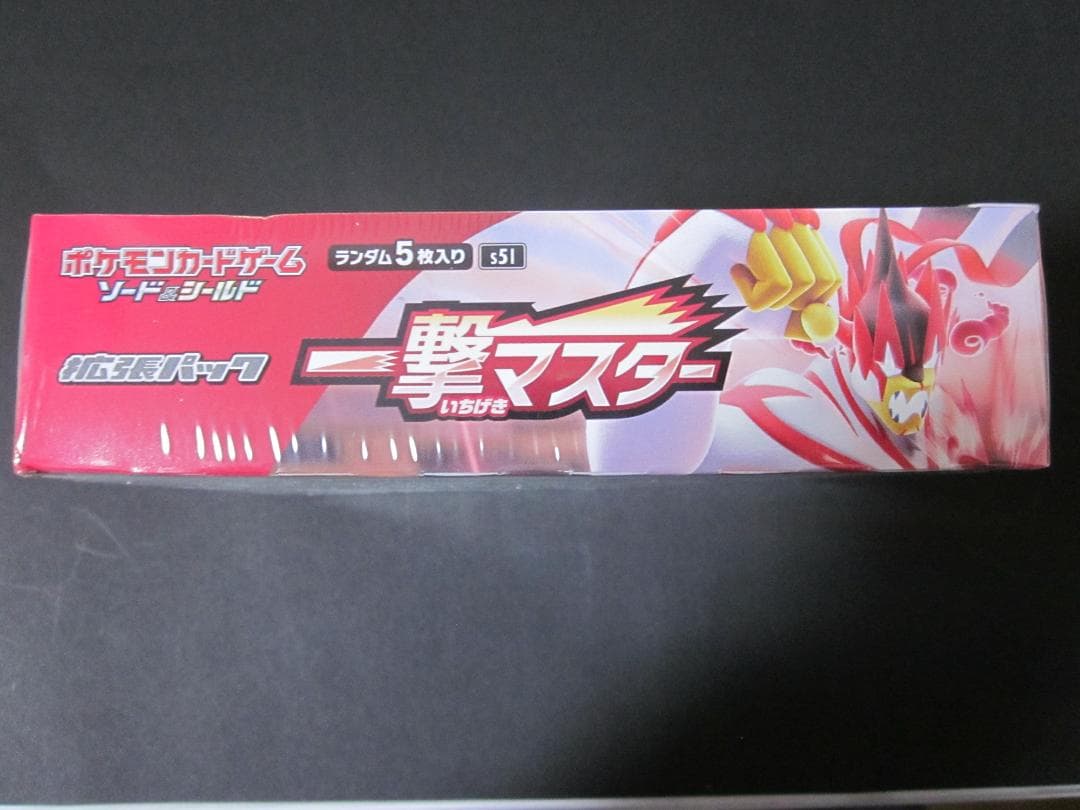 ポケモンカードゲーム
ソード&シールド
ランダム5枚入り
s5I
拡張パック
一撃マスター
いちげき